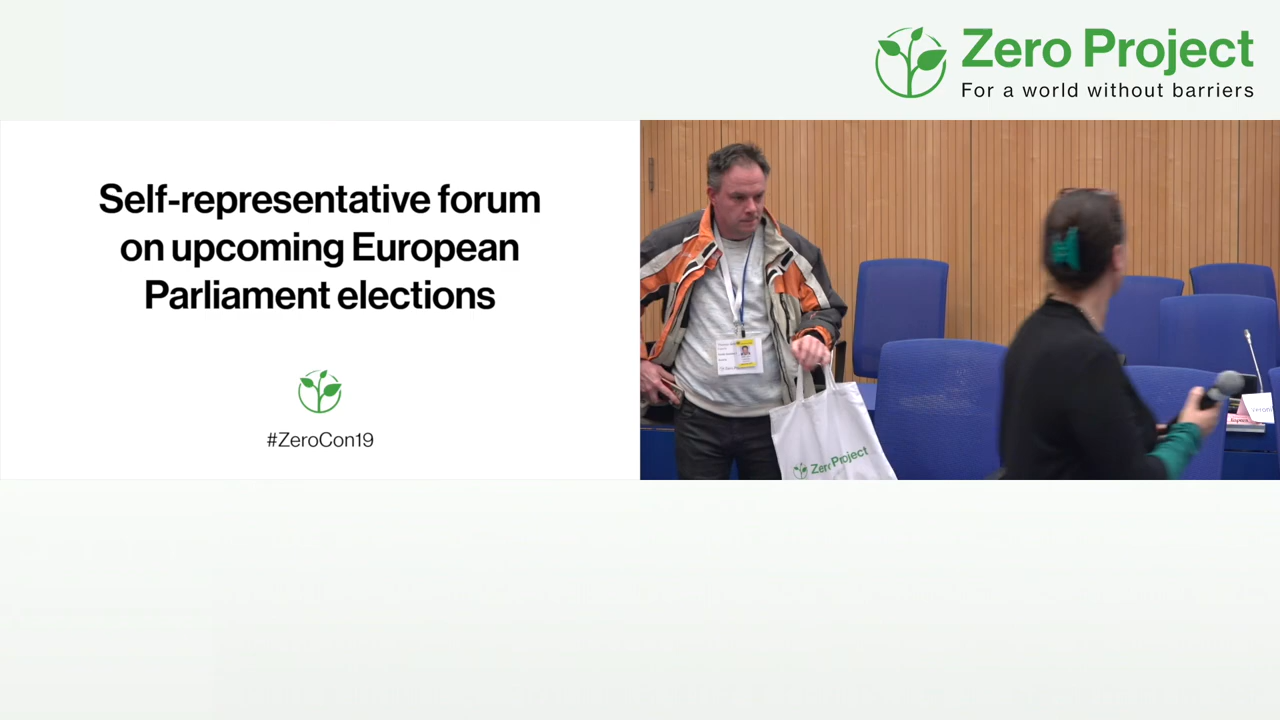 Zero Project
For a world without barriers
Self-representative forum
on upcoming European
Parliament elections
#ZeroCon19
Zero Project